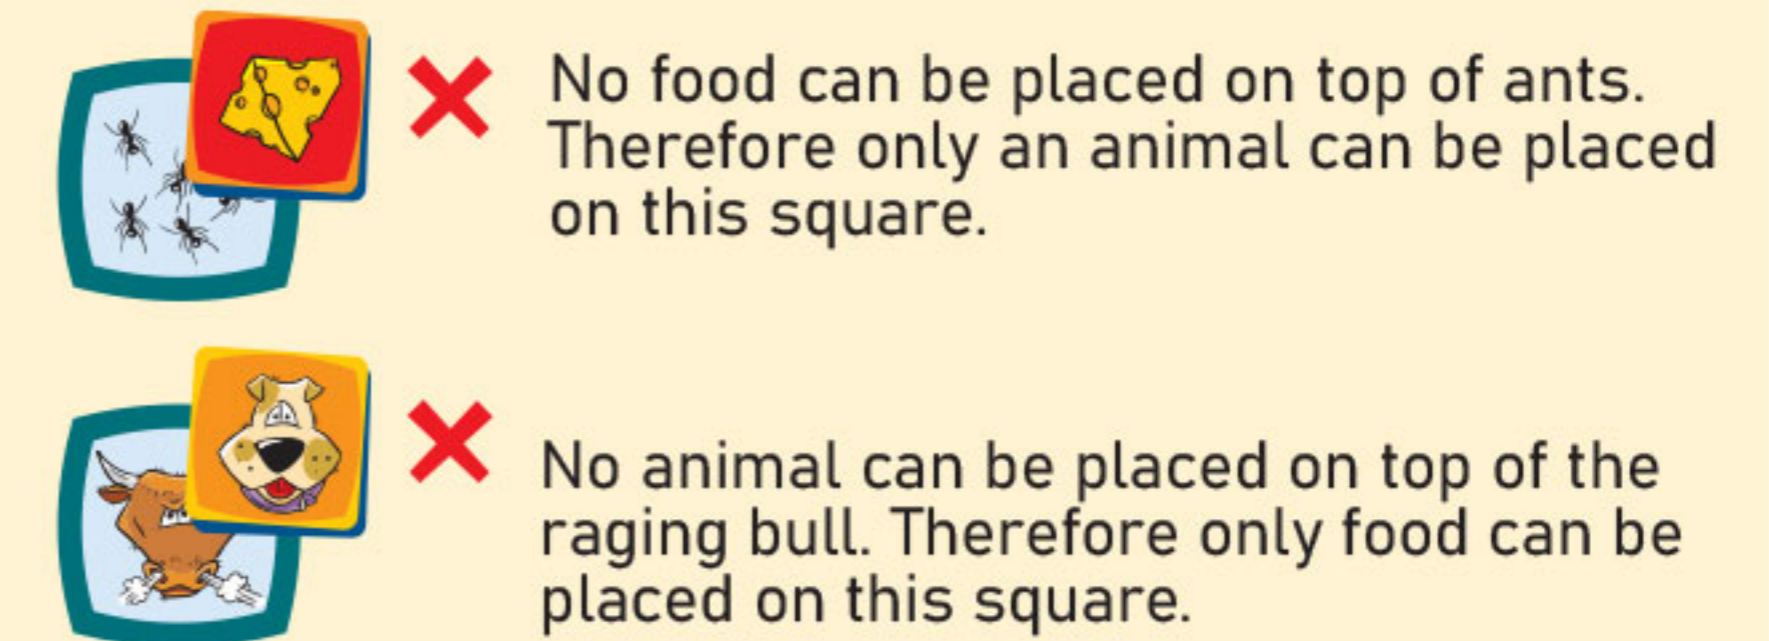 No food can be placed on top of ants.
Therefore only an animal can be placed
on this square.
No animal can be placed on top of the
raging bull. Therefore only food can be
placed on this square.